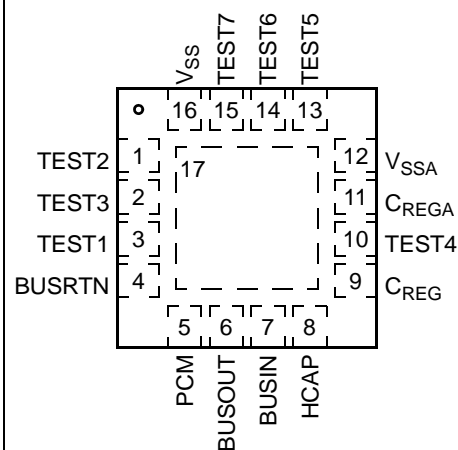 VSS
TEST7
TEST6
TEST5
16
15
14
13
TEST2
1
17
12
VSSA
TEST3
2
11
CREGA
TEST1
3
10
TEST4
BUSRTN
4
9
CREG
5
6
7
8
PCM
BUSOUT
BUSIN
HCAP